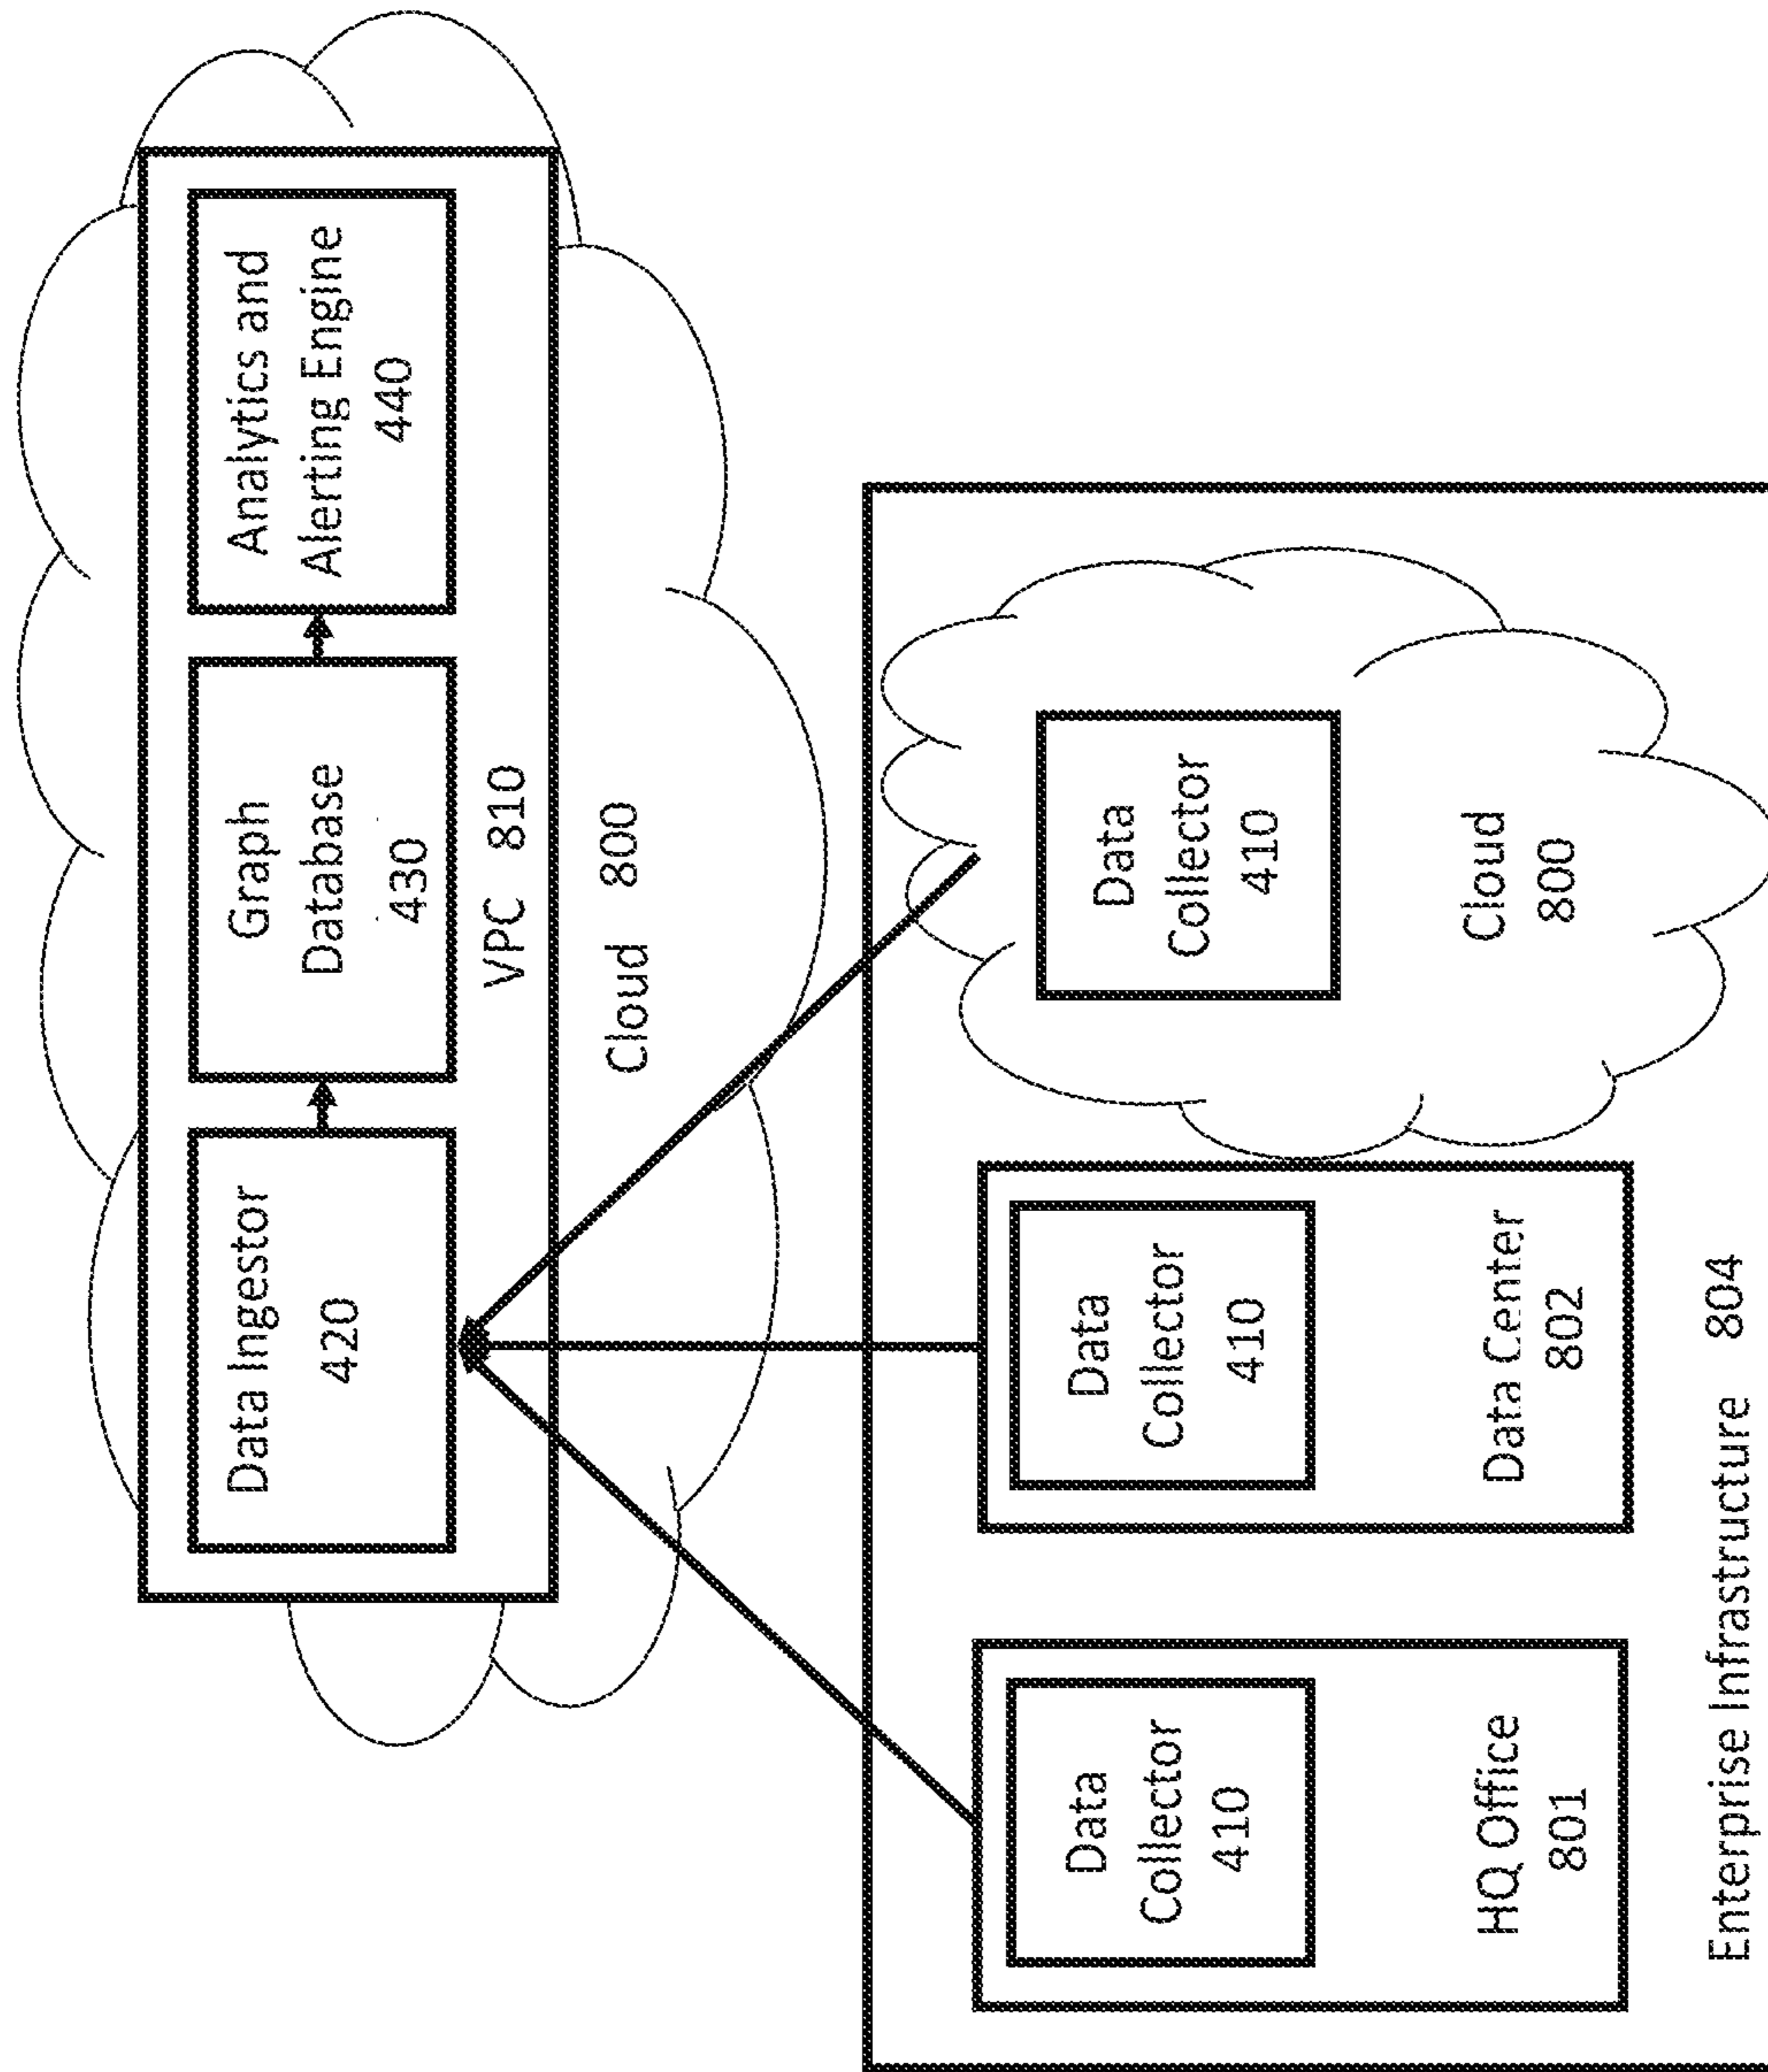 Data Ingestor
420
Graph
Database
430
Analytics and
Alerting Engine
440
VPC 810
Cloud 800
Data
Collector
410
HQ Office
801
Data
Collector
410
Data Center
802
Data
Collector
410
Cloud
800
Enterprise Infrastructure 804